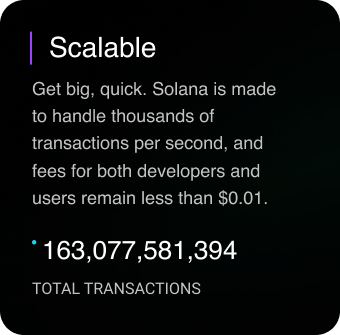 Scalable
Get big, quick. Solana is made
to handle thousands of
transactions per second, and
fees for both developers and
users remain less than $0.01.
163,077,581,394
TOTAL TRANSACTIONS